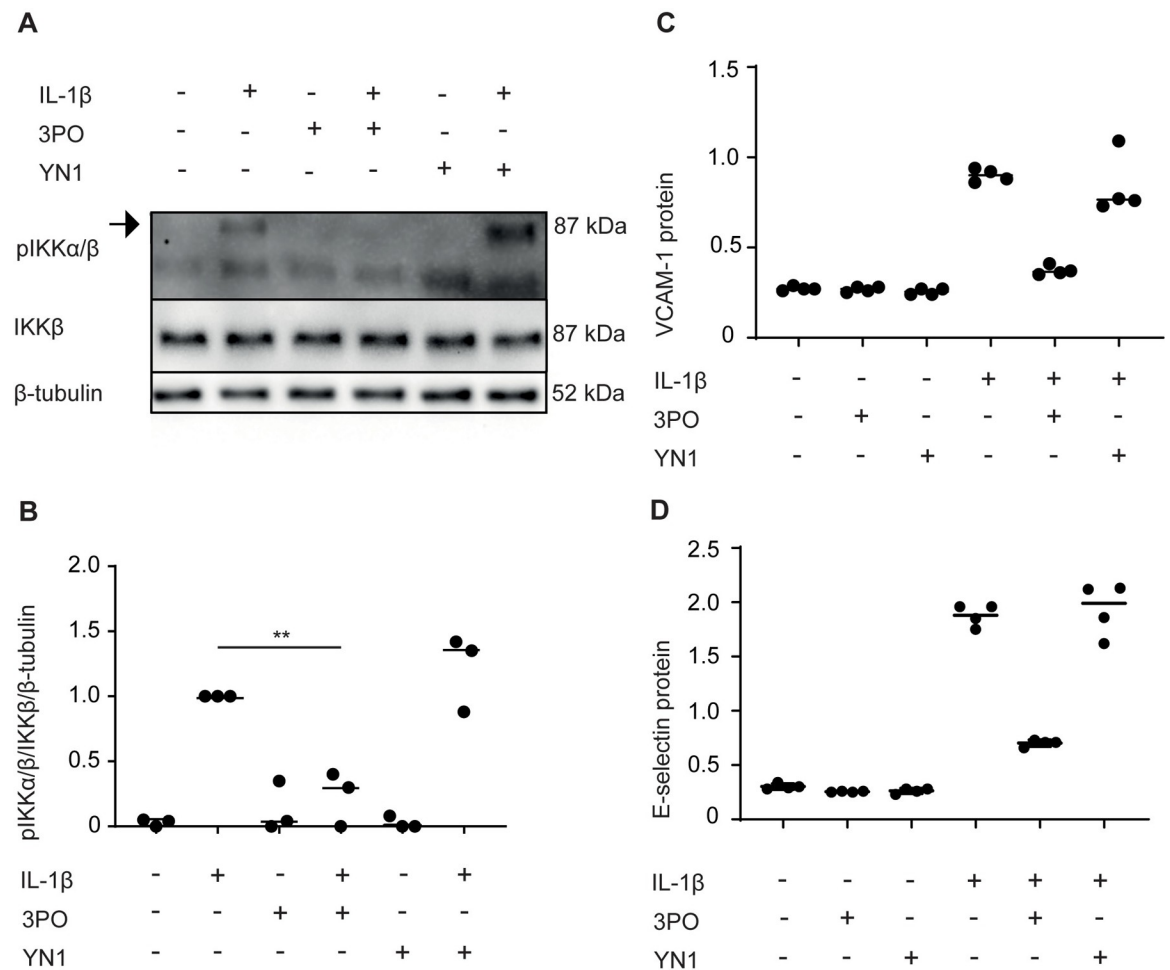 A
IL-1β - + - + - +
3PO - - + + - -
YN1 - - - - + +
pIKKα/β 87 kDa
IKKβ 87 kDa
β-tubulin 52 kDa
B
pIKKα/β/IKKβ/β-tubulin
2.0
1.5
1.0
0.5
0
**
IL-1β - + - + - +
3PO - - + + - -
YN1 - - - - + +
C
VCAM-1 protein
1.5
1.0
0.5
0
IL-1β - - - + + +
3PO - + - - + -
YN1 - - + - - +
D
E-selectin protein
2.5
2.0
1.5
1.0
0.5
0
IL-1β - - - + + +
3PO - + - - + -
YN1 - - + - - +